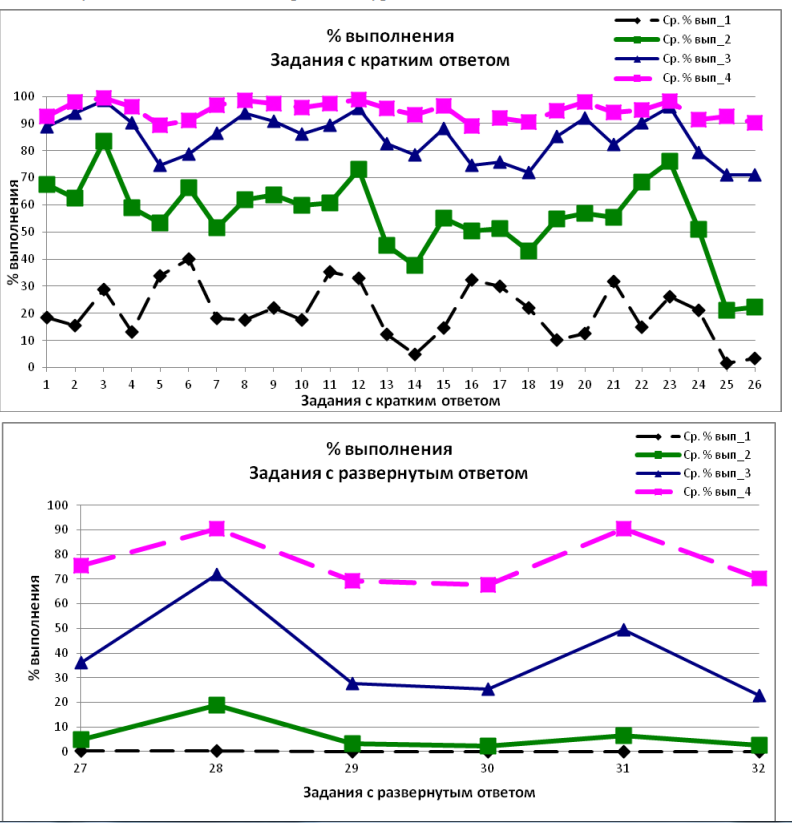 % выполнения
Задания с кратким ответом
Ср. % вып_1
Ср. % вып_2
Ср. % вып_3
Ср. % вып_4
% выполнения
100
90
80
70
60
50
40
30
20
10
0
1 2 3 4 5 6 7 8 9 10 11 12 13 14 15 16 17 18 19 20 21 22 23 24 25 26
Задания с кратким ответом
% выполнения
Задания с развернутым ответом
Ср. % вып_1
Ср. % вып_2
Ср. % вып_3
Ср. % вып_4
% выполнения
100
90
80
70
60
50
40
30
20
10
0
27 28 29 30 31 32
Задания с развернутым ответом